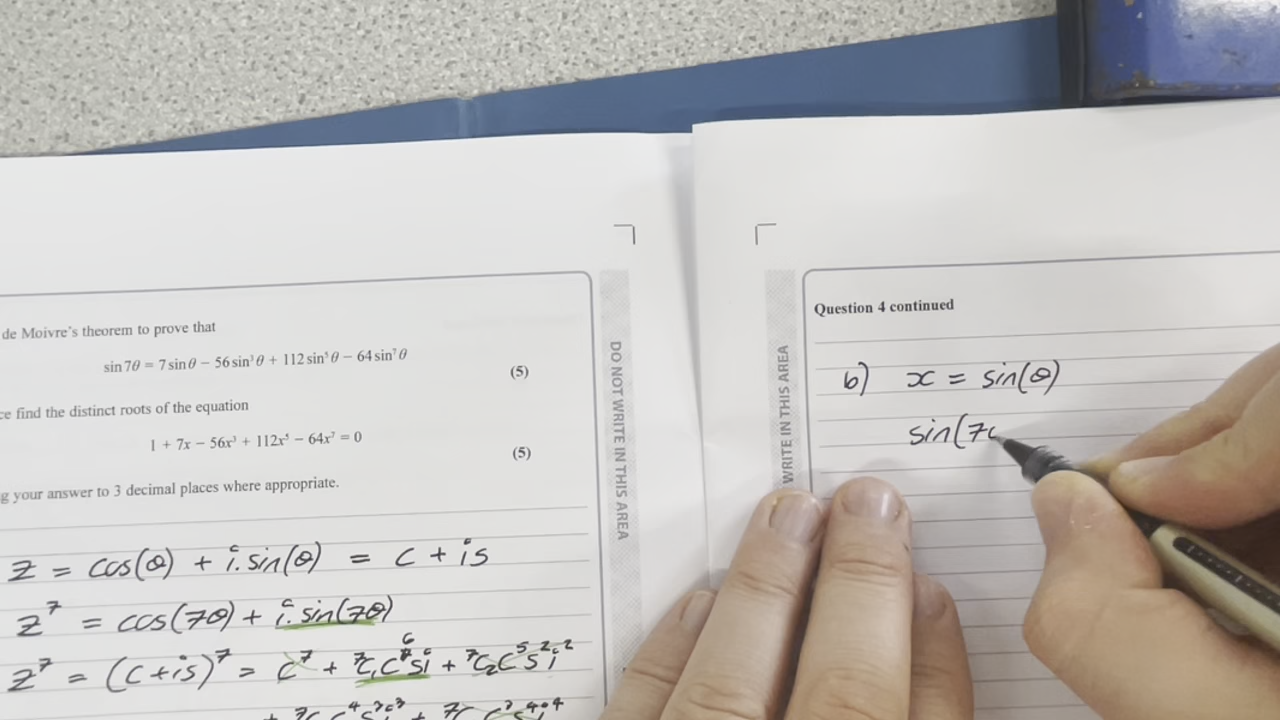 de Moivre's theorem to prove that
sin 7θ = 7 sin θ − 56 sin³ θ + 112 sin⁵ θ − 64 sin⁷ θ
(5)
ce find the distinct roots of the equation
1 + 7x − 56x³ + 112x⁵ − 64x⁷ = 0
(5)
g your answer to 3 decimal places where appropriate.
z = cos(θ) + i.sin(θ) = c + is
z⁷ = cos(7θ) + i.sin(7θ)
z⁷ = (c+is)⁷ = c⁷ + ⁷C₁c⁶si + ⁷C₂c⁵s²i²
DO NOT WRITE IN THIS AREA
WRITE IN THIS AREA
Question 4 continued
b) x = sin(θ)
sin(7